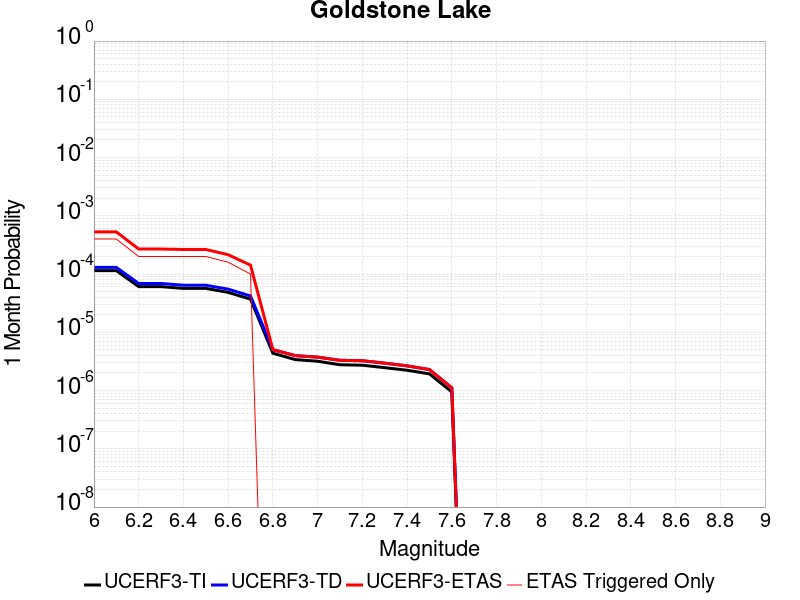 Goldstone Lake
10^0
10^-1
10^-2
10^-3
10^-4
10^-5
10^-6
10^-7
10^-8
1 Month Probability
6 6.2 6.4 6.6 6.8 7 7.2 7.4 7.6 7.8 8 8.2 8.4 8.6 8.8 9
Magnitude
UCERF3-TI UCERF3-TD UCERF3-ETAS ETAS Triggered Only